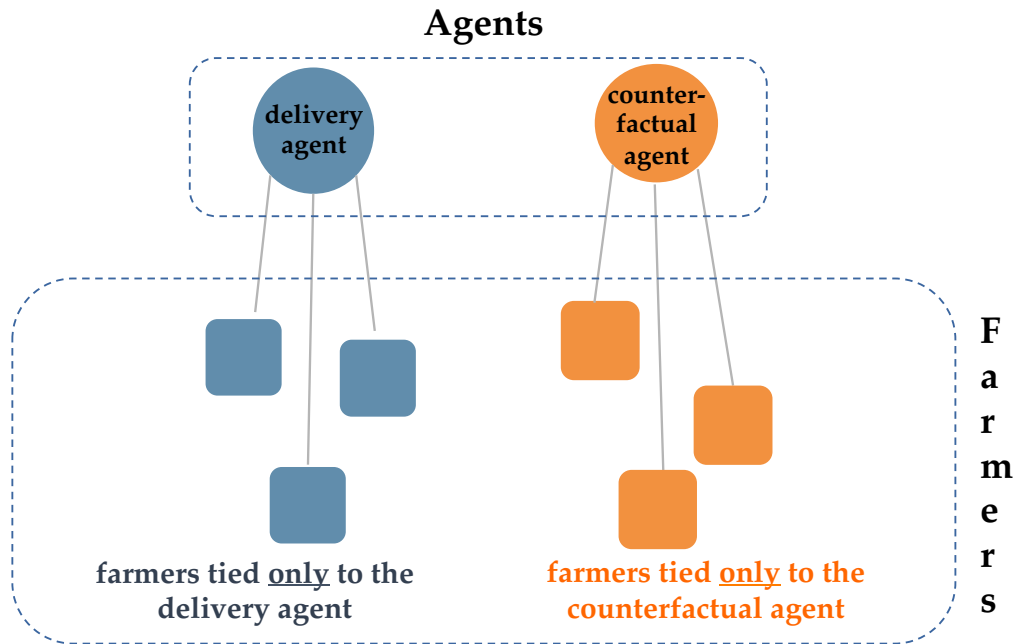 Agents
delivery
agent
counter-
factual
agent
F
a
r
m
e
r
s
farmers tied only to the
delivery agent
farmers tied only to the
counterfactual agent